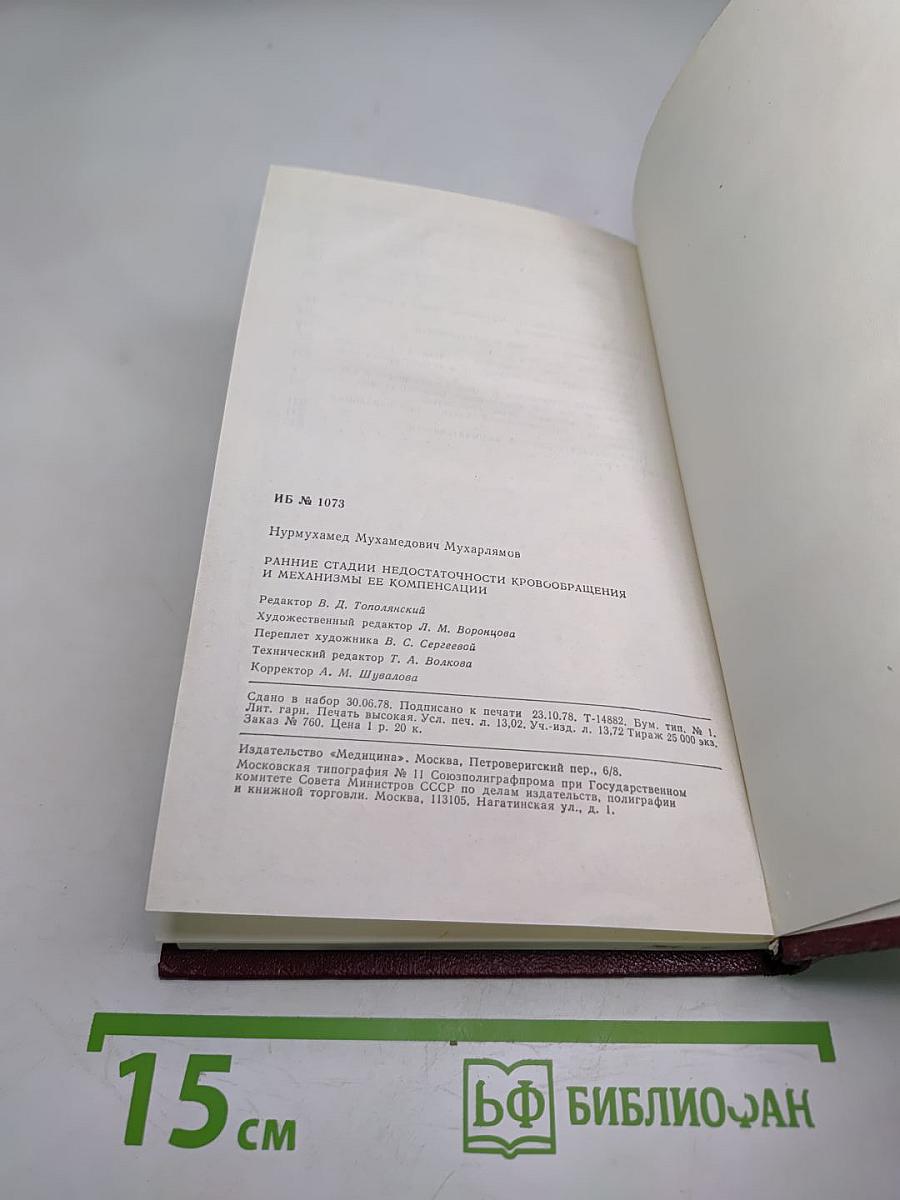 ИБ № 1073
Нурмухамед Мухамедович Мухарлямов
РАННИЕ СТАДИИ НЕДОСТАТОЧНОСТИ КРОВООБРАЩЕНИЯ
И МЕХАНИЗМЫ ЕЕ КОМПЕНСАЦИИ
Редактор В. Д. Тополянский
Художественный редактор Л. М. Воронцова
Переплет художника В. С. Сергеевой
Технический редактор Т. А. Волкова
Корректор А. М. Шувалова
Сдано в набор 30.06.78. Подписано к печати 23.10.78. Т-14882. Бум. тип. № 1.
Лит. гарн. Печать высокая. Усл. печ. л. 13,02. Уч.-изд. л. 13,72 Тираж 25 000 экз.
Заказ № 760. Цена 1 р. 20 к.
Издательство «Медицина». Москва, Петроверигский пер., 6/8.
Московская типография № 11 Союзполиграфпрома при Государственном
комитете Совета Министров СССР по делам издательств, полиграфии
и книжной торговли. Москва, 113105, Нагатинская ул., д. 1.
15 см
БФ БИБЛИОФАН